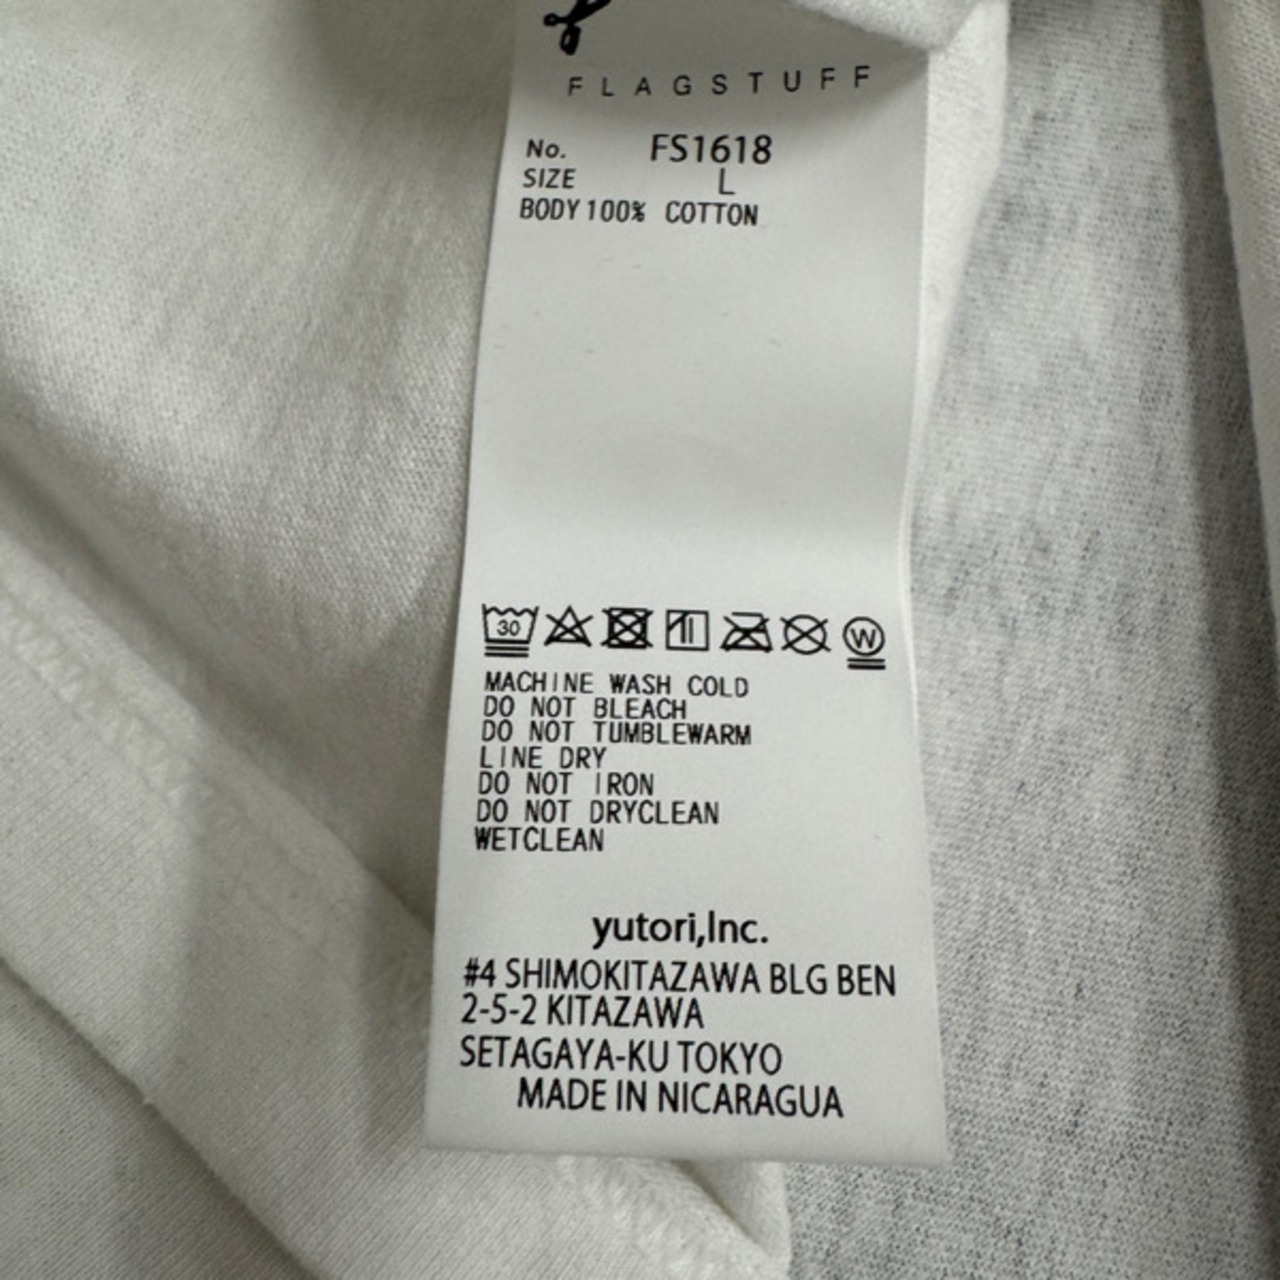 FLAGSTUFF
No. FS1618
SIZE L
BODY 100% COTTON
30 W
MACHINE WASH COLD
DO NOT BLEACH
DO NOT TUMBLEWARM
LINE DRY
DO NOT IRON
DO NOT DRYCLEAN
WETCLEAN
yutori,Inc.
#4 SHIMOKITAZAWA BLG BEN
2-5-2 KITAZAWA
SETAGAYA-KU TOKYO
MADE IN NICARAGUA